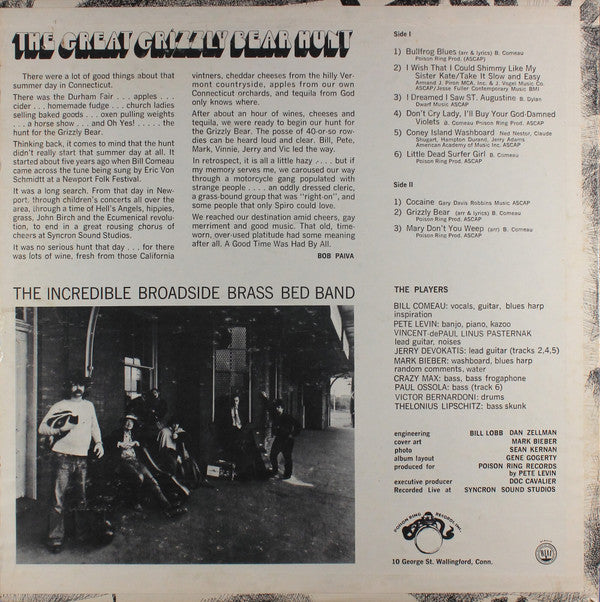 THE GREAT GRIZZLY BEAR HUNT
There were a lot of good things about that
summer day in Connecticut.
There was the Durham Fair . . . apples . . .
cider . . . homemade fudge . . . church ladies
selling baked goods . . . oxen pulling weights
. . . a horse show . . . and Oh Yes! . . . . . the
hunt for the Grizzly Bear.
Thinking back, it comes to mind that the hunt
didn't really start that summer day at all. It
started about five years ago when Bill Comeau
came across the tune being sung by Eric Von
Schmidt at a Newport Folk Festival.
It was a long search. From that day in New-
port, through children's concerts all over the
area, through a time of Hell's Angels, hippies,
grass, John Birch and the Ecumenical revolu-
tion, to end in a great rousing chorus of
cheers at Syncron Sound Studios.
It was no serious hunt that day . . . for there
was lots of wine, fresh from those California
vintners, cheddar cheeses from the hilly Ver-
mont countryside, apples from our own
Connecticut orchards, and tequila from God
only knows where.
After about an hour of wines, cheeses and
tequila, we were ready to begin our hunt for
the Grizzly Bear. The posse of 40-or so row-
dies can be heard loud and clear. Bill, Pete,
Mark, Vinnie, Jerry and Vic led the way.
In retrospect, it is all a little hazy . . . but if
my memory serves me, we caroused our way
through a motorcycle gang populated with
strange people . . . . an oddly dressed cleric,
a grass-bound group that was "right-on", and
some people that only Spiro could love.
We reached our destination amid cheers, gay
merriment and good music. That old, time-
worn, over-used platitude had some meaning
after all. A Good Time Was Had By All.
BOB PAIVA
THE INCREDIBLE BROADSIDE BRASS BED BAND
Side I
1) Bullfrog Blues (arr & lyrics) B. Comeau
Poison Ring Prod. (ASCAP)
2) I Wish That I Could Shimmy Like My
Sister Kate/Take It Slow and Easy
Armand J. Piron MCA, Inc. & J. Vogel Music Co.
ASCAP/Jesse Fuller Contemporary Music BMI
3) I Dreamed I Saw ST. Augustine B. Dylan
Dwarf Music ASCAP
4) Don't Cry Lady, I'll Buy Your God-Damned
Violets a. Comeau Poison Ring Prod. ASCAP
5) Coney Island Washboard Ned Nestor, Claude
Shugart, Hampton Durand, Jerry Adams
American Academy of Music Inc. ASCAP
6) Little Dead Surfer Girl B. Comeau
Poison Ring Prod. ASCAP
Side II
1) Cocaine Gary Davis Robbins Music ASCAP
2) Grizzly Bear (arr & lyrics) B. Comeau
Poison Ring Prod. ASCAP
3) Mary Don't You Weep (arr) B. Comeau
Poison Ring Prod. ASCAP
THE PLAYERS
BILL COMEAU: vocals, guitar, blues harp
inspiration
PETE LEVIN: banjo, piano, kazoo
VINCENT-dePAUL LINUS PASTERNAK
lead guitar, noises
JERRY DEVOKATIS: lead guitar (tracks 2,4,5)
MARK BIEBER: washboard, blues harp
random comments, water
CRAZY MAX: bass, bass frogaphone
PAUL OSSOLA: bass (track 6)
VICTOR BERNARDONI: drums
THELONIUS LIPSCHITZ: bass skunk
engineering BILL LOBB DAN ZELLMAN
cover art MARK BIEBER
photo SEAN KERNAN
album layout GENE GOGERTY
produced for POISON RING RECORDS
by PETE LEVIN
executive producer DOC CAVALIER
Recorded Live at SYNCRON SOUND STUDIOS
POISON RING RECORDS INC.
10 George St. Wallingford, Conn.